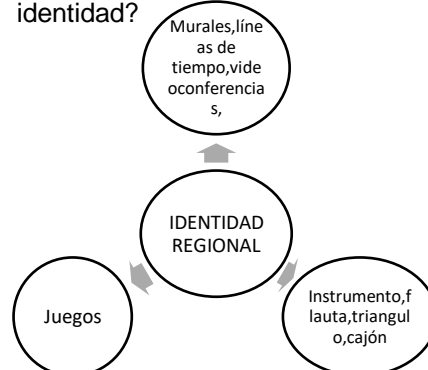 identidad?
Murales,líne
as de
tiempo,vide
oconferencia
s,
IDENTIDAD
REGIONAL
Juegos
Instrumento,f
lauta,triangul
o,cajón